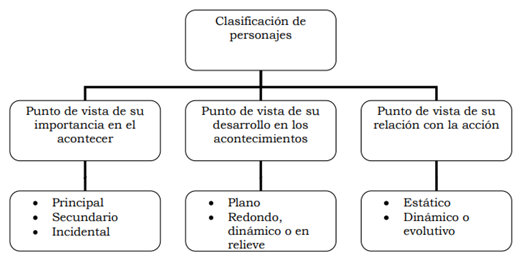 Clasificación de
personajes
Punto de vista de su
importancia en el
acontecer
Punto de vista de su
desarrollo en los
acontecimientos
Punto de vista de su
relación con la acción
• Principal
• Secundario
• Incidental
• Plano
• Redondo,
dinámico o en
relieve
• Estático
• Dinámico o
evolutivo